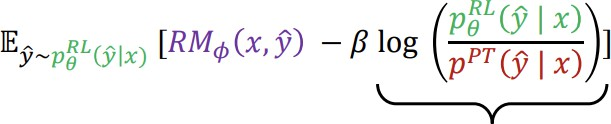 𝔼_{ŷ~p_θ^{RL}(ŷ|x)} [RM_ϕ(x, ŷ) − β log (p_θ^{RL}(ŷ | x) / p^{PT}(ŷ | x))]